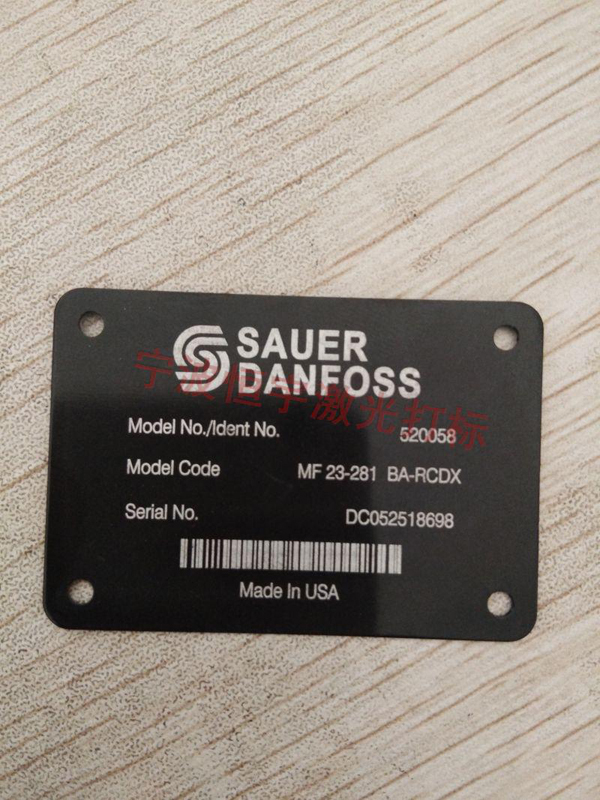 SAUER
DANFOSS
宁波恒宇激光打标
Model No./Ident No. 520058
Model Code MF 23-281 BA-RCDX
Serial No. DC052518698
Made In USA